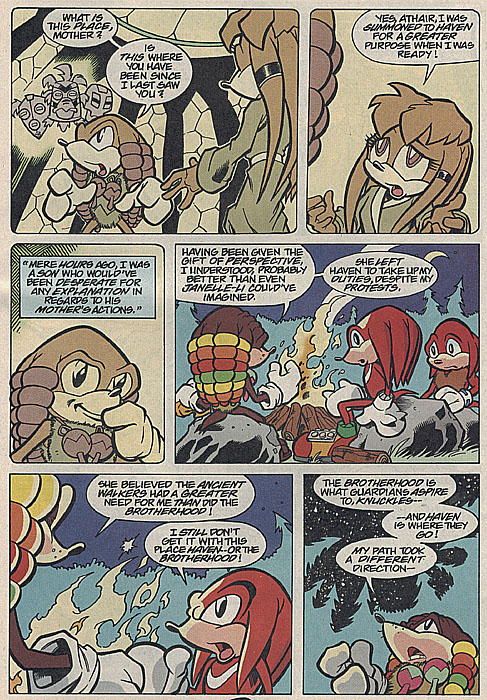 WHAT IS
THIS PLACE,
MOTHER?
IS
THIS WHERE
YOU HAVE
BEEN SINCE
I LAST SAW
YOU?
YES, ATHAIR, I WAS
SUMMONED TO HAVEN
FOR A GREATER
PURPOSE WHEN I WAS
READY!
"MERE HOURS AGO, I WAS
A SON WHO WOULD'VE
BEEN DESPERATE FOR
ANY EXPLANATION IN
REGARDS TO HIS
MOTHER'S ACTIONS."
HAVING BEEN GIVEN THE
GIFT OF PERSPECTIVE,
I UNDERSTOOD, PROBABLY
BETTER THAN EVEN
JANELLE-LI COULD'VE
IMAGINED.
SHE LEFT
HAVEN TO TAKE UP MY
DUTIES, DESPITE MY
PROTESTS.
SHE BELIEVED THE ANCIENT
WALKERS HAD A GREATER
NEED FOR ME THAN DID THE
BROTHERHOOD!
I STILL DON'T
GET IT WITH THIS
PLACE HAVEN--OR THE
BROTHERHOOD!
THE BROTHERHOOD IS
WHAT GUARDIANS ASPIRE
TO, KNUCKLES--
--AND HAVEN
IS WHERE THEY
GO!
MY PATH TOOK
A DIFFERENT
DIRECTION--